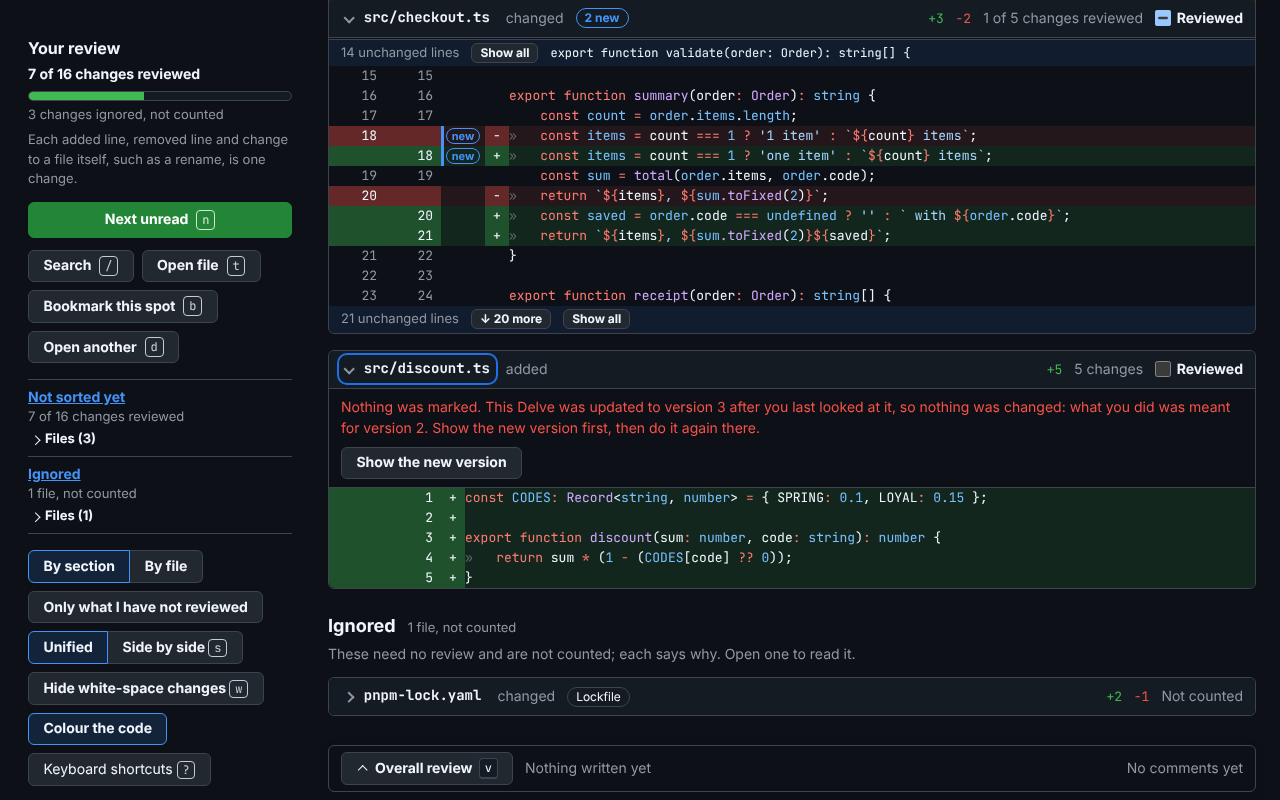 Your review
7 of 16 changes reviewed
3 changes ignored, not counted
Each added line, removed line and change
to a file itself, such as a rename, is one
change.
Next unread n
Search / Open file t
Bookmark this spot b
Open another d
Not sorted yet
7 of 16 changes reviewed
Files (3)
Ignored
1 file, not counted
Files (1)
By section By file
Only what I have not reviewed
Unified Side by side s
Hide white-space changes w
Colour the code
Keyboard shortcuts ?
src/checkout.ts changed 2 new +3 -2 1 of 5 changes reviewed Reviewed
14 unchanged lines Show all export function validate(order: Order): string[] {
15 15
16 16 export function summary(order: Order): string {
17 17 const count = order.items.length;
18 new - » const items = count === 1 ? '1 item' : `${count} items`;
18 new + » const items = count === 1 ? 'one item' : `${count} items`;
19 19 const sum = total(order.items, order.code);
20 - » return `${items}, ${sum.toFixed(2)}`;
20 + » const saved = order.code === undefined ? '' : ` with ${order.code}`;
21 + » return `${items}, ${sum.toFixed(2)}${saved}`;
21 22 }
22 23
23 24 export function receipt(order: Order): string[] {
21 unchanged lines ↓ 20 more Show all
src/discount.ts added +5 5 changes Reviewed
Nothing was marked. This Delve was updated to version 3 after you last looked at it, so nothing was changed: what you did was meant
for version 2. Show the new version first, then do it again there.
Show the new version
1 + const CODES: Record<string, number> = { SPRING: 0.1, LOYAL: 0.15 };
2 +
3 + export function discount(sum: number, code: string): number {
4 + » return sum * (1 - (CODES[code] ?? 0));
5 + }
Ignored 1 file, not counted
These need no review and are not counted; each says why. Open one to read it.
pnpm-lock.yaml changed Lockfile +2 -1 Not counted
Overall review v Nothing written yet No comments yet